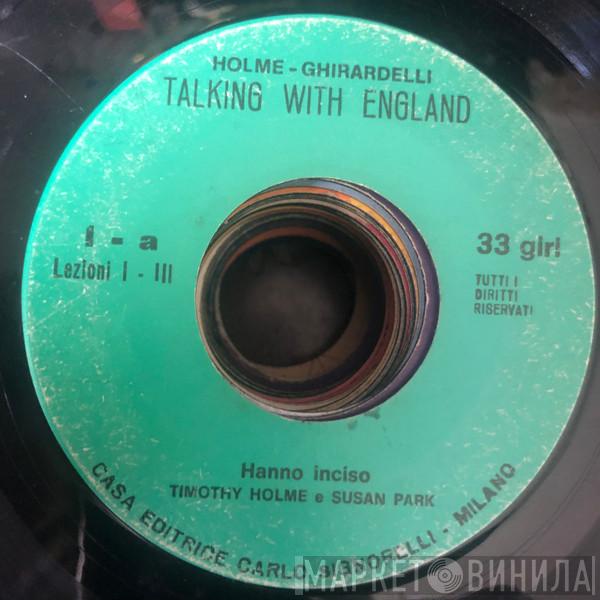 HOLME - GHIRARDELLI
TALKING WITH ENGLAND
I - a
Lezioni I - III
33 giri
TUTTI I
DIRITTI
RISERVATI
Hanno inciso
TIMOTHY HOLME e SUSAN PARK
CASA EDITRICE CARLO SIGNORELLI - MILANO
МАРКЕТ ВИНИЛА